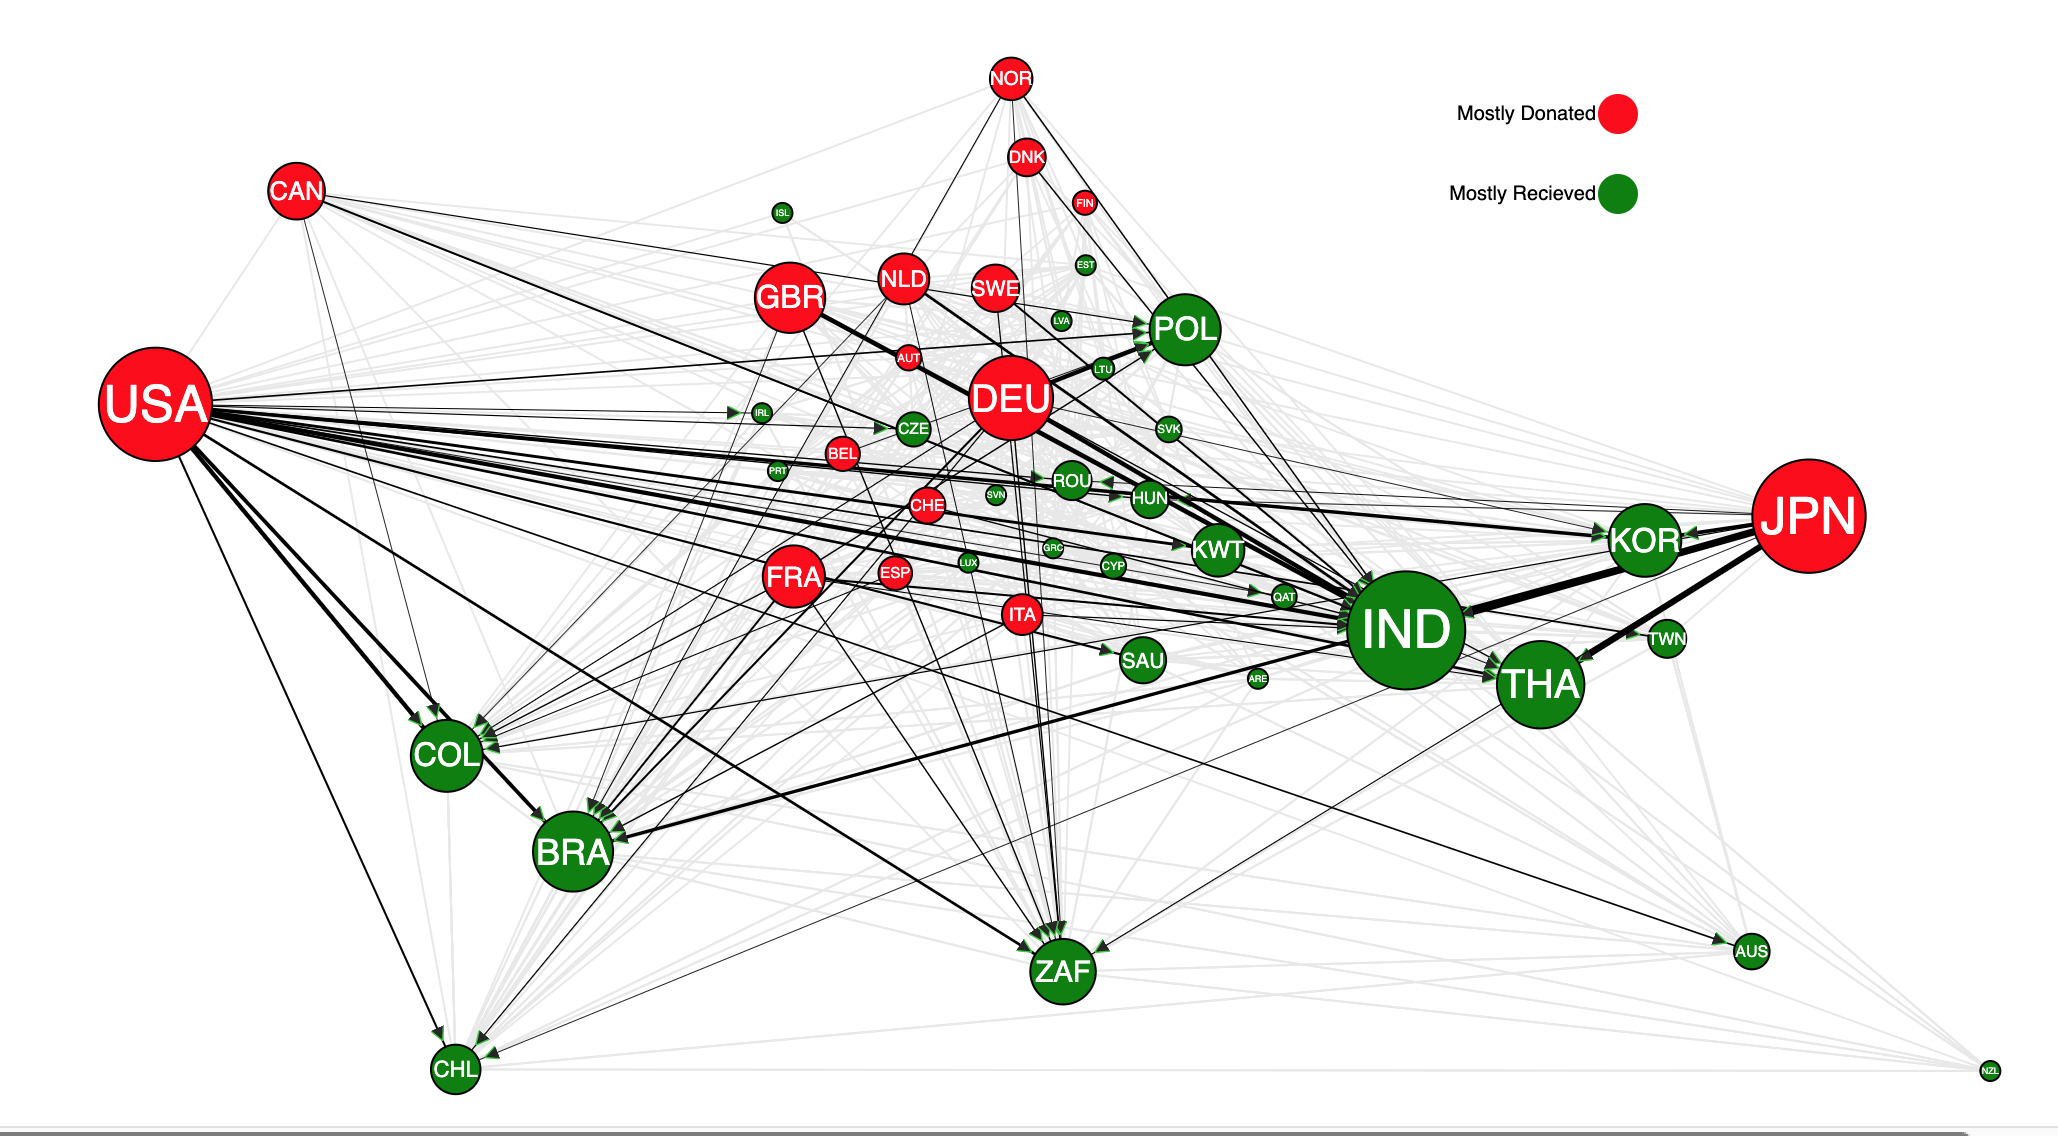 NOR
Mostly Donated
DNK
CAN
Mostly Recieved
FIN
ISL
EST
NLD
SWE
GBR
LVA
POL
AUT
LTU
DEU
USA
IRL
CZE
SVK
BEL
PRT
ROU
SVN
HUN
CHE
JPN
KOR
GRC
KWT
LUX
CYP
ESP
FRA
QAT
ITA
IND
TWN
SAU
ARE
THA
COL
BRA
AUS
ZAF
CHL
NZL